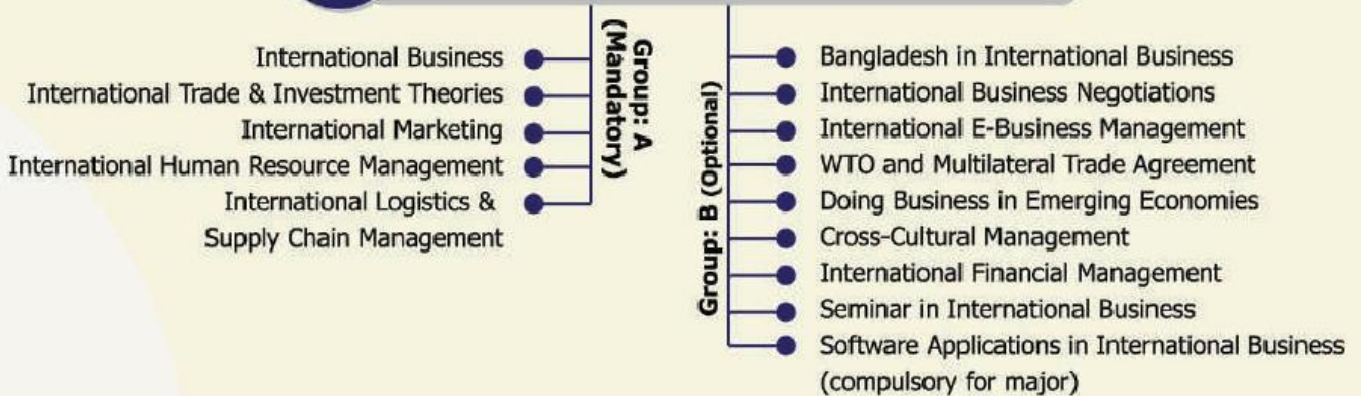 Group: A
(Mandatory)
International Business
International Trade & Investment Theories
International Marketing
International Human Resource Management
International Logistics &
Supply Chain Management
Group: B (Optional)
Bangladesh in International Business
International Business Negotiations
International E-Business Management
WTO and Multilateral Trade Agreement
Doing Business in Emerging Economies
Cross-Cultural Management
International Financial Management
Seminar in International Business
Software Applications in International Business
(compulsory for major)